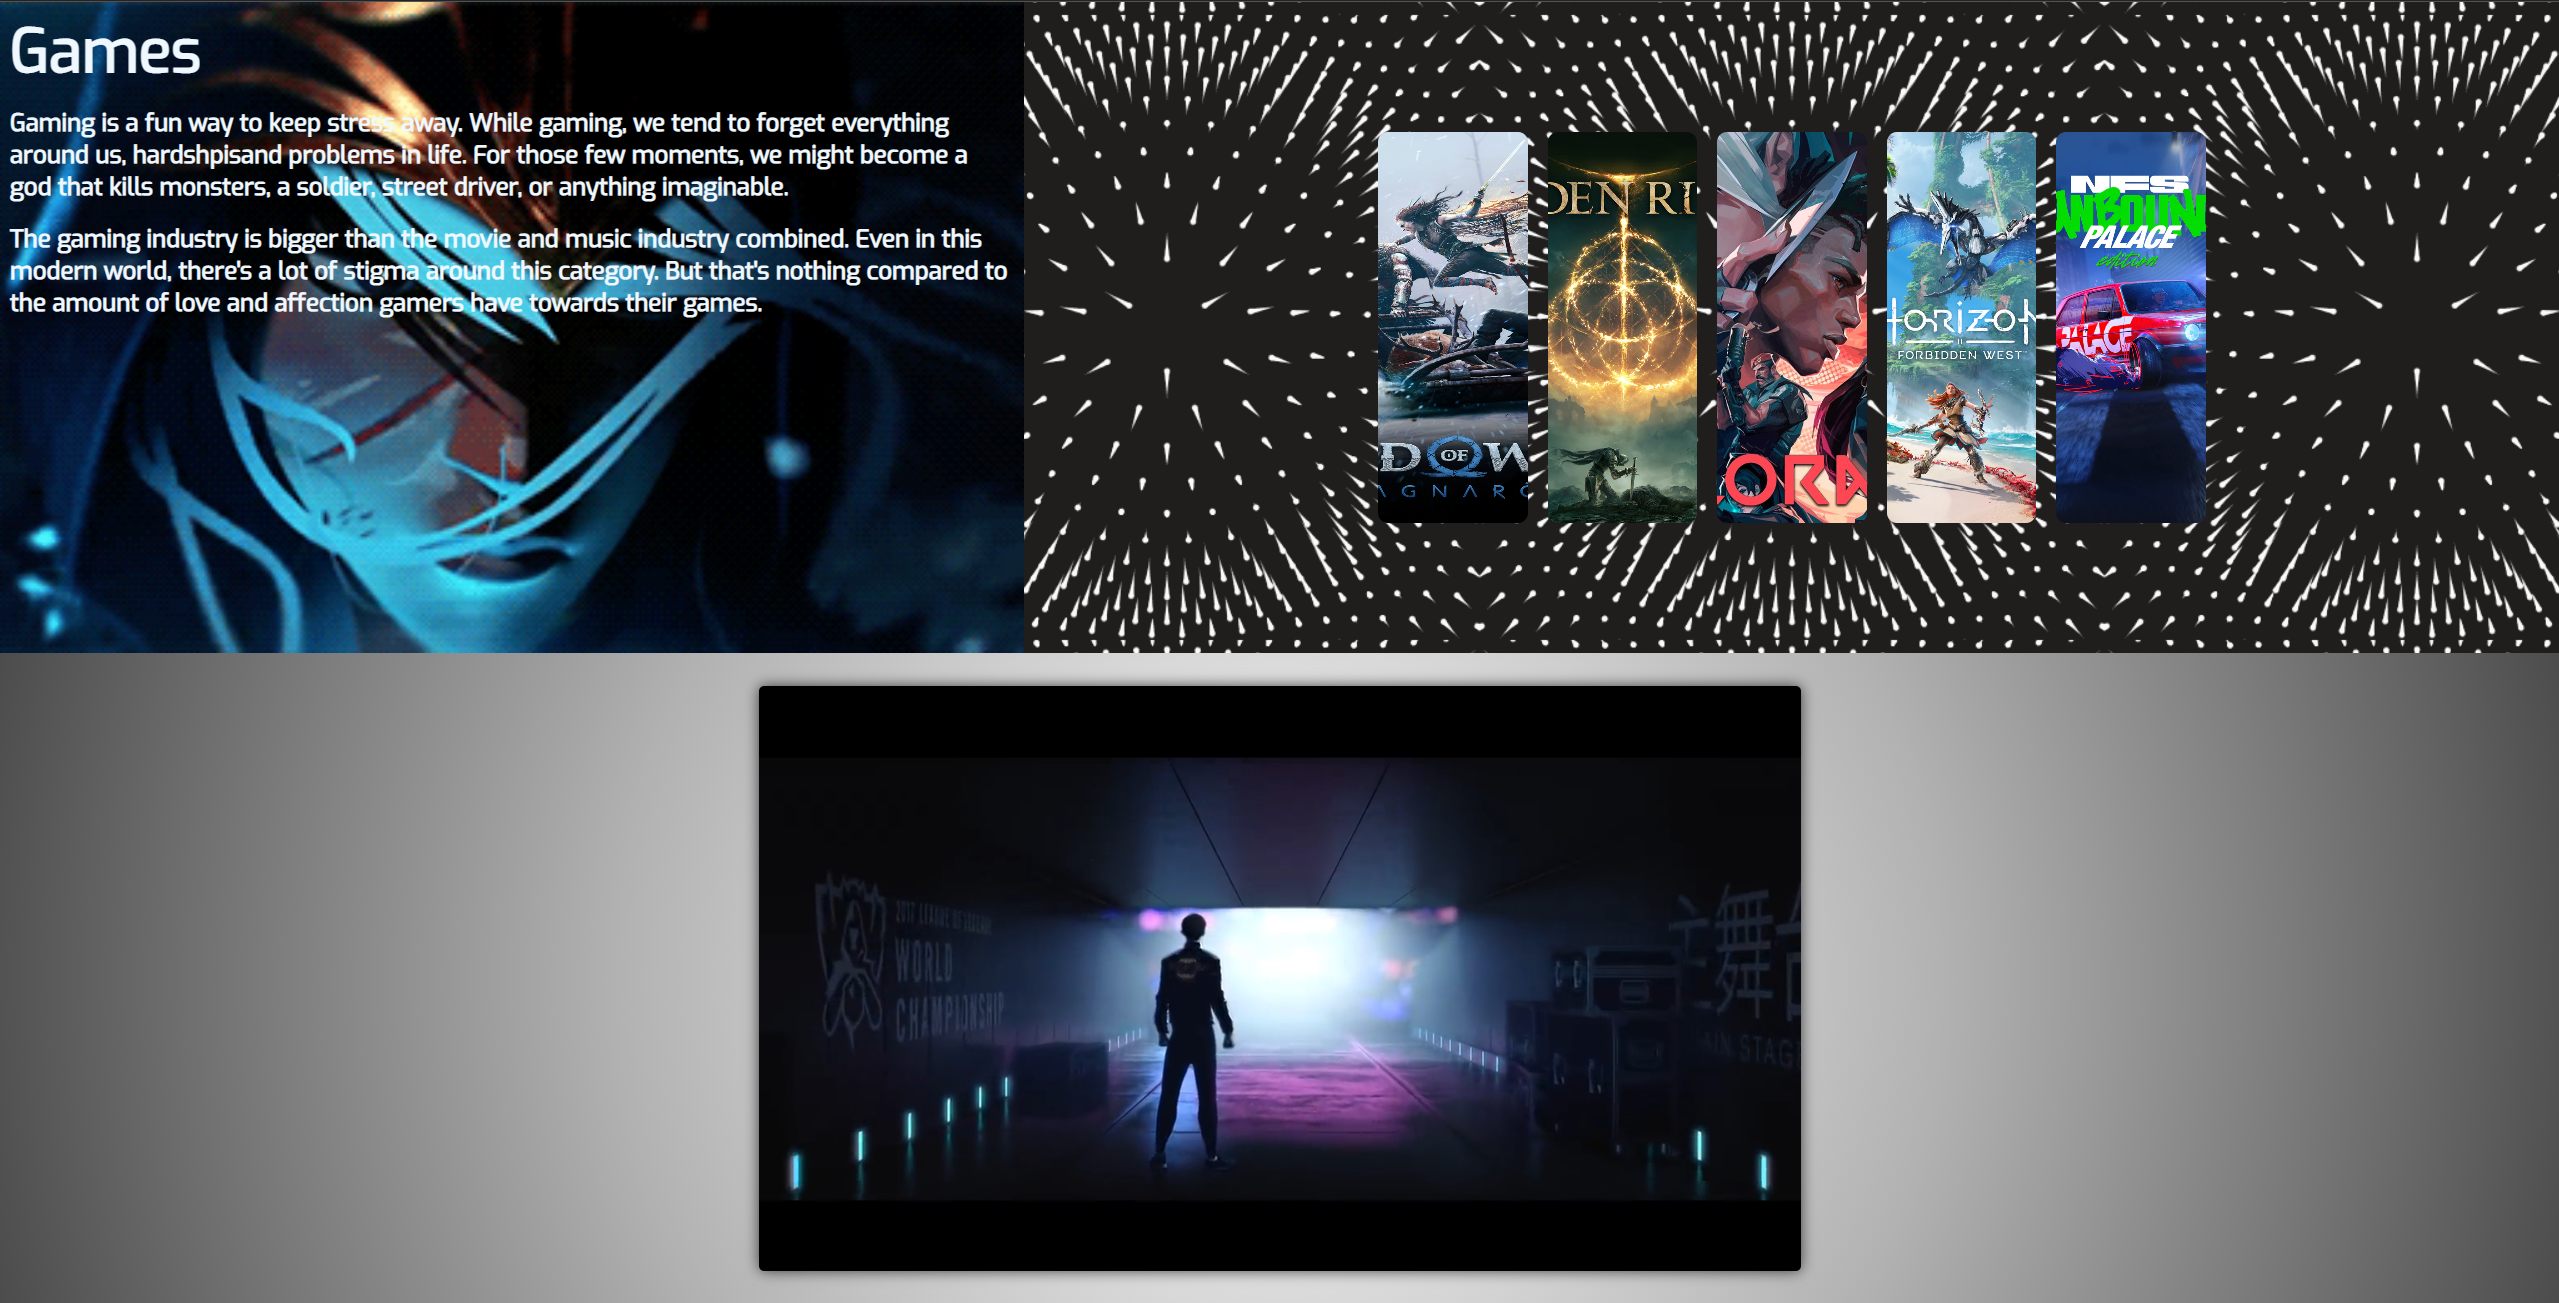 Games
Gaming is a fun way to keep stress away. While gaming, we tend to forget everything
around us, hardshpisand problems in life. For those few moments, we might become a
god that kills monsters, a soldier, street driver, or anything imaginable.
The gaming industry is bigger than the movie and music industry combined. Even in this
modern world, there's a lot of stigma around this category. But that's nothing compared to
the amount of love and affection gamers have towards their games.
D OF W
AGNARO
DEN RI
ORA
HORIZON
II
FORBIDDEN WEST
NFS
UNBOUN
PALACE
edition
PALACE
2017 LEAGUE OF LEGENDS
WORLD
CHAMPIONSHIP
主舞台
MAIN STAGE